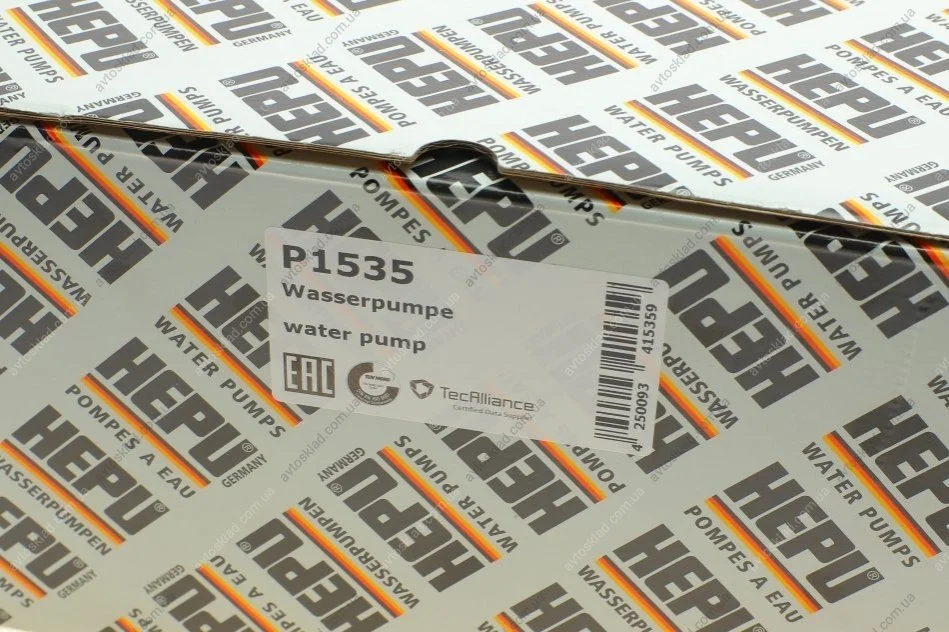 HEPU®
WATER PUMPS
WASSERPUMPEN
POMPES A EAU
GERMANY
P1535
Wasserpumpe
water pump
EAC
TecAlliance
Certified Data Supplier
4 250093 415359
avtosklad.com.ua